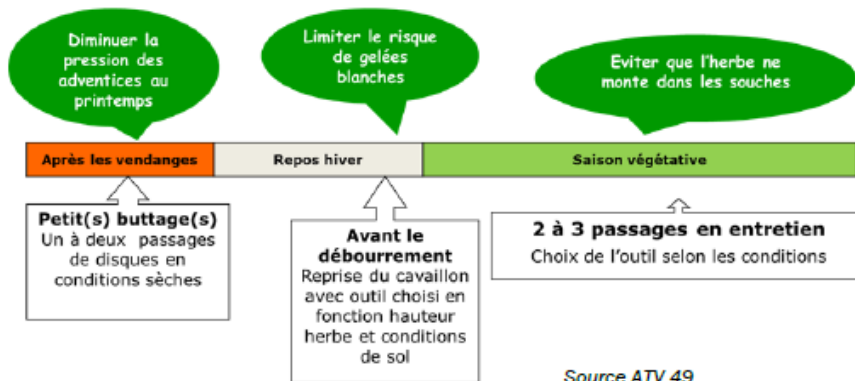 Diminuer la
pression des
adventices au
printemps
Limiter le risque
de gelées
blanches
Eviter que l'herbe ne
monte dans les souches
Après les vendanges
Repos hiver
Saison végétative
Petit(s) buttage(s)
Un à deux passages
de disques en
conditions sèches
Avant le
débourrement
Reprise du cavaillon
avec outil choisi en
fonction hauteur
herbe et conditions
de sol
2 à 3 passages en entretien
Choix de l'outil selon les conditions
Source ATV 49